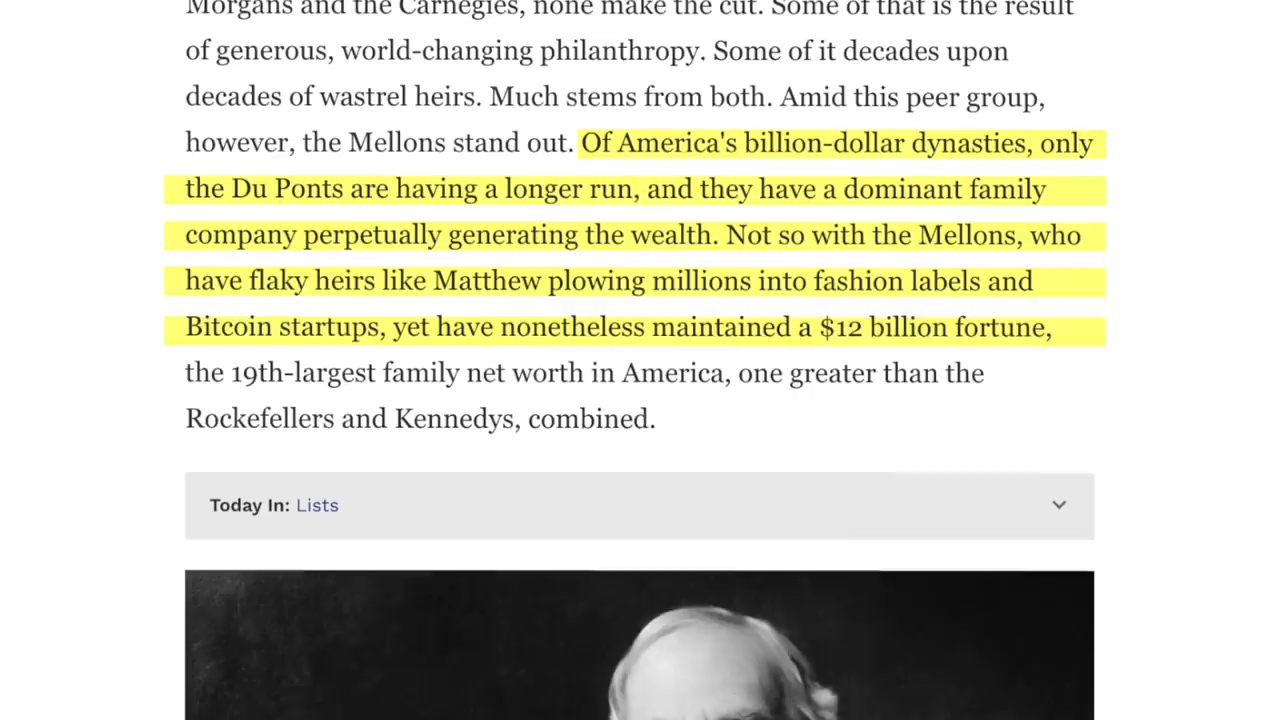 Morgans and the Carnegies, none make the cut. Some of that is the result
of generous, world-changing philanthropy. Some of it decades upon
decades of wastrel heirs. Much stems from both. Amid this peer group,
however, the Mellons stand out. Of America's billion-dollar dynasties, only
the Du Ponts are having a longer run, and they have a dominant family
company perpetually generating the wealth. Not so with the Mellons, who
have flaky heirs like Matthew plowing millions into fashion labels and
Bitcoin startups, yet have nonetheless maintained a $12 billion fortune,
the 19th-largest family net worth in America, one greater than the
Rockefellers and Kennedys, combined.
Today In: Lists